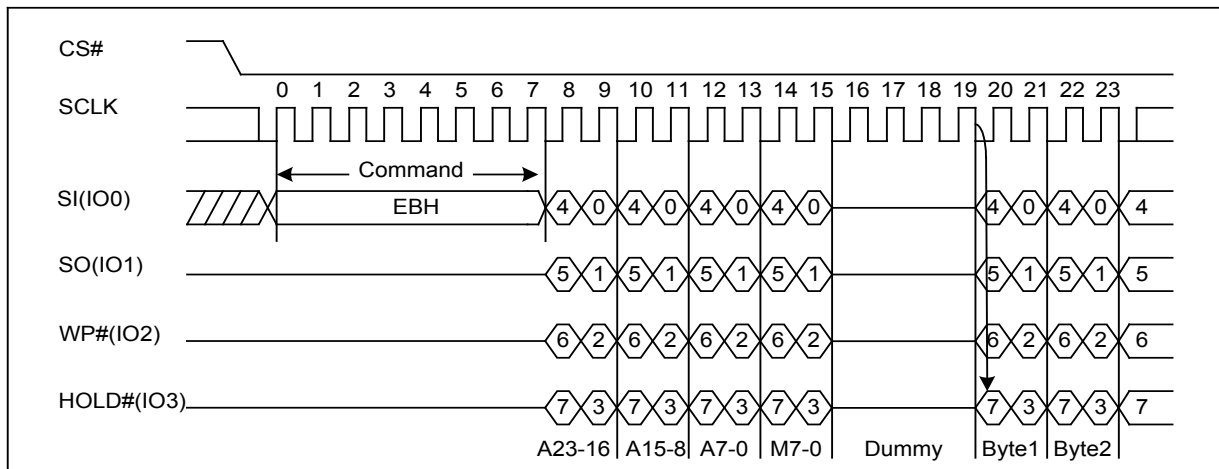 CS#
0 1 2 3 4 5 6 7 8 9 10 11 12 13 14 15 16 17 18 19 20 21 22 23
SCLK
Command
SI(IO0) EBH 4 0 4 0 4 0 4 0 4 0 4 0 4
SO(IO1) 5 1 5 1 5 1 5 1 5 1 5 1 5
WP#(IO2) 6 2 6 2 6 2 6 2 6 2 6 2 6
HOLD#(IO3) 7 3 7 3 7 3 7 3 7 3 7 3 7
A23-16 A15-8 A7-0 M7-0 Dummy Byte1 Byte2